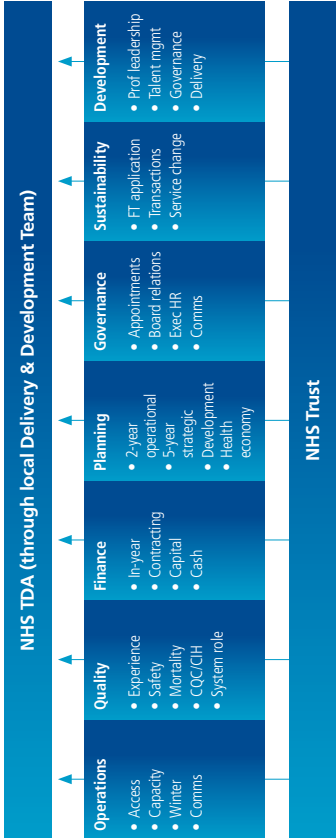 NHS TDA (through local Delivery & Development Team)
Operations
• Access
• Capacity
• Winter
• Comms
Quality
• Experience
• Safety
• Mortality
• CQC/CIH
• System role
Finance
• In-year
• Contracting
• Capital
• Cash
Planning
• 2-year
operational
• 5-year
strategic
• Development
• Health
economy
Governance
• Appointments
• Board relations
• Exec HR
• Comms
Sustainability
• FT application
• Transactions
• Service change
Development
• Prof leadership
• Talent mgmt
• Governance
• Delivery
NHS Trust